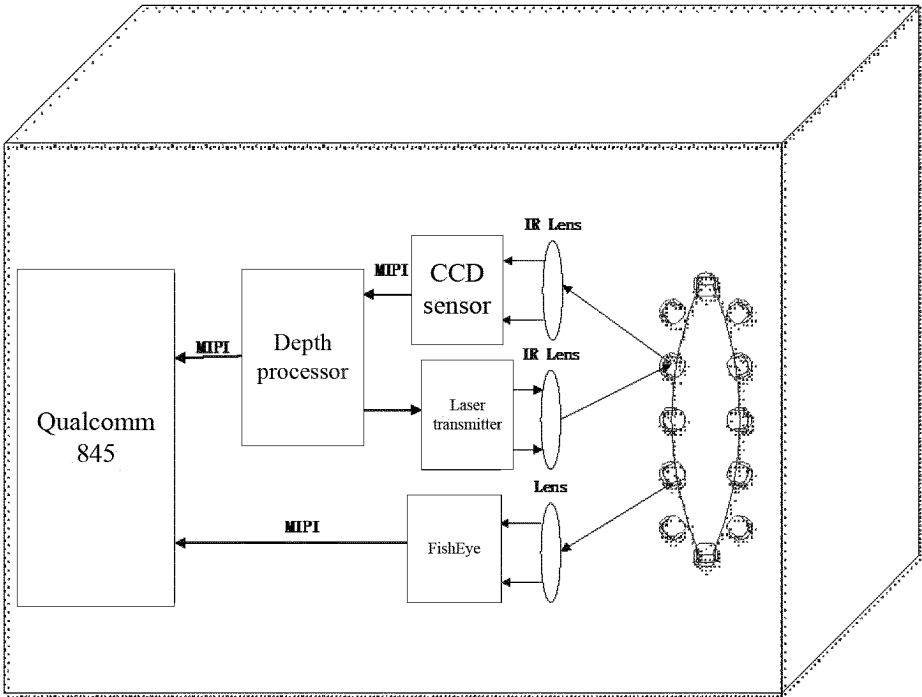 IR Lens
MIPI
CCD
sensor
MIPI
Depth
processor
IR Lens
Laser
transmitter
Qualcomm
845
Lens
MIPI
FishEye